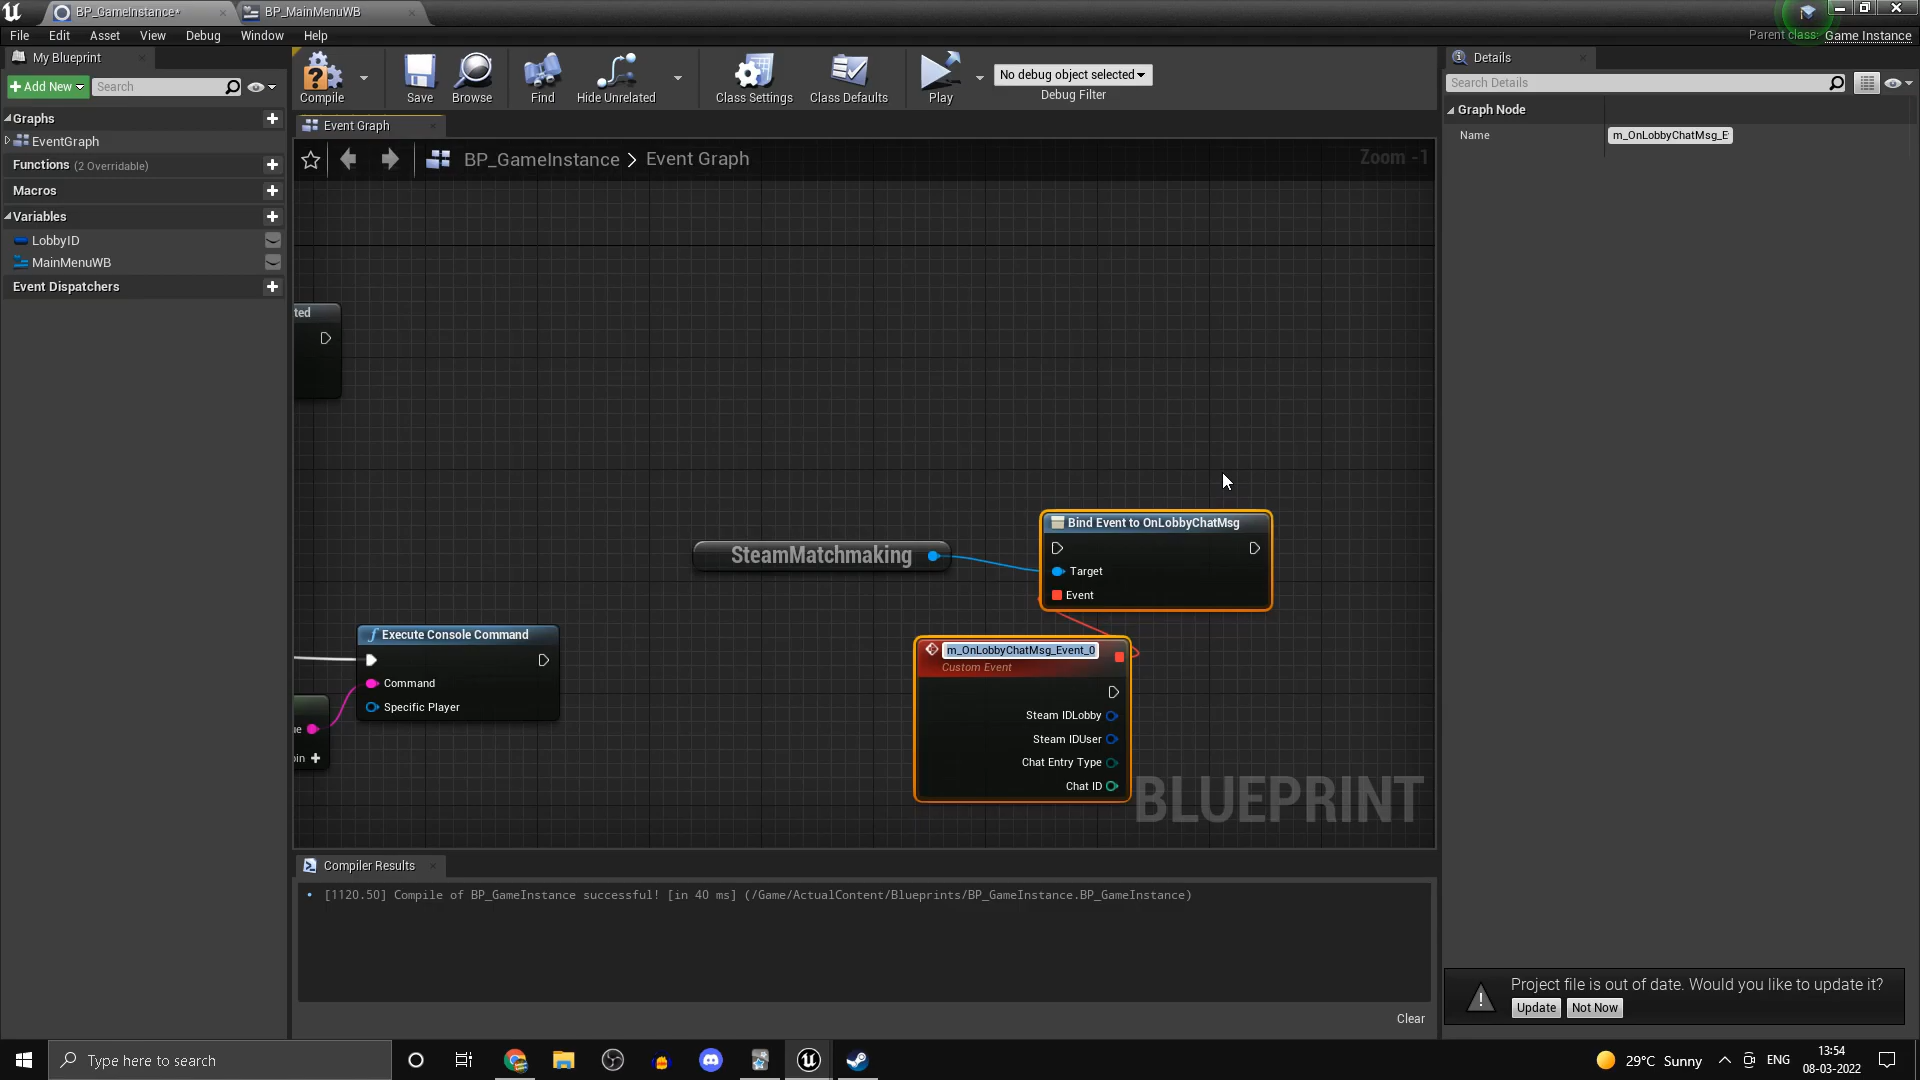 BP_GameInstance*
BP_MainMenuWB
File
Edit
Asset
View
Debug
Window
Help
Parent class: Game Instance
My Blueprint
Add New
Search
Graphs
EventGraph
Functions (2 Overridable)
Macros
Variables
LobbyID
MainMenuWB
Event Dispatchers
Compile
Save
Browse
Find
Hide Unrelated
Class Settings
Class Defaults
Play
No debug object selected
Debug Filter
Event Graph
BP_GameInstance > Event Graph
Zoom -1
ted
SteamMatchmaking
Bind Event to OnLobbyChatMsg
Target
Event
Execute Console Command
Command
Specific Player
ue
in
m_OnLobbyChatMsg_Event_0
Custom Event
Steam IDLobby
Steam IDUser
Chat Entry Type
Chat ID
BLUEPRINT
Compiler Results
[1120.50] Compile of BP_GameInstance successful! [in 40 ms] (/Game/ActualContent/Blueprints/BP_GameInstance.BP_GameInstance)
Clear
Details
Search Details
Graph Node
Name
m_OnLobbyChatMsg_E
Project file is out of date. Would you like to update it?
Update
Not Now
Type here to search
29°C Sunny
ENG
13:54
08-03-2022